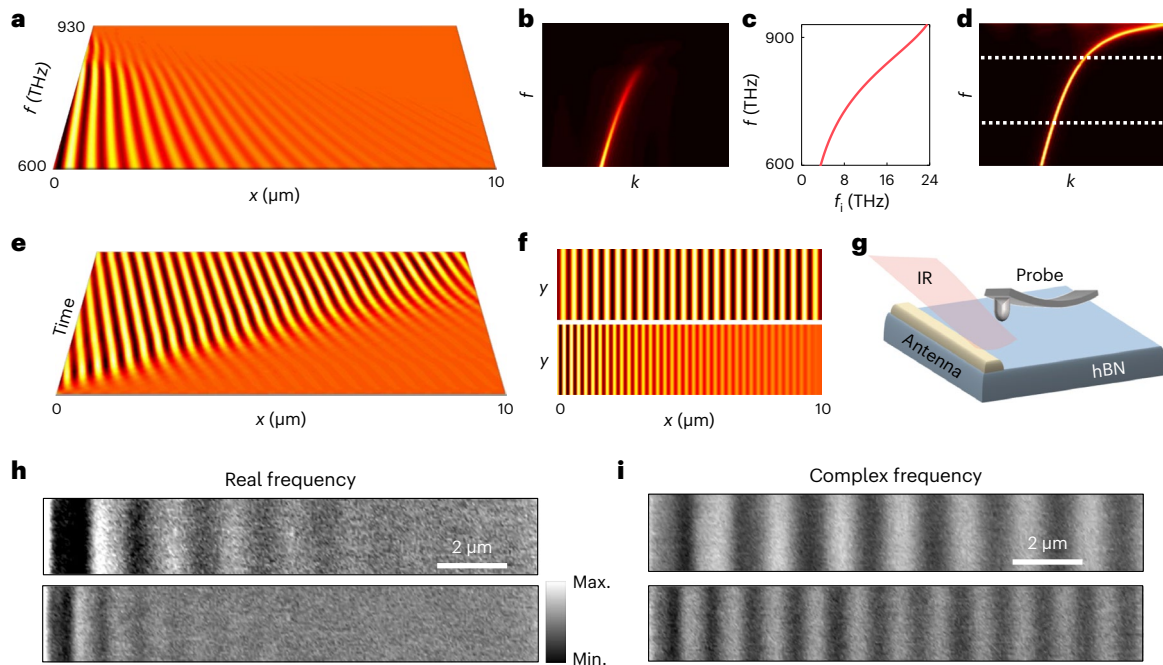 a
930
f (THz)
600
0
10
x (µm)
b
f
k
c
900
f (THz)
600
0
8
16
24
fi (THz)
d
f
k
e
Time
0
10
x (µm)
f
y
y
0
10
x (µm)
g
IR
Probe
Antenna
hBN
h
Real frequency
2 µm
Max.
Min.
i
Complex frequency
2 µm